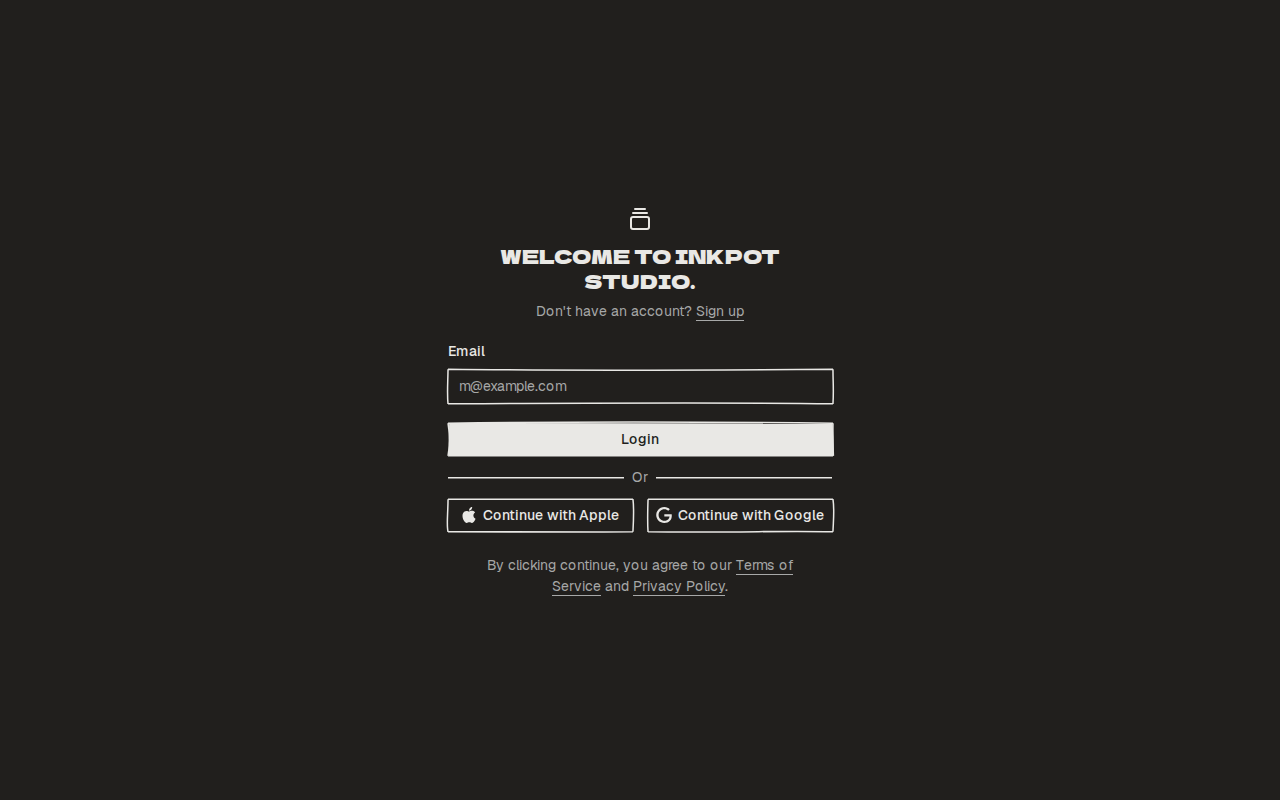 WELCOME TO INKPOT
STUDIO.
Don't have an account? Sign up
Email
m@example.com
Login
Or
Continue with Apple
Continue with Google
By clicking continue, you agree to our Terms of
Service and Privacy Policy.